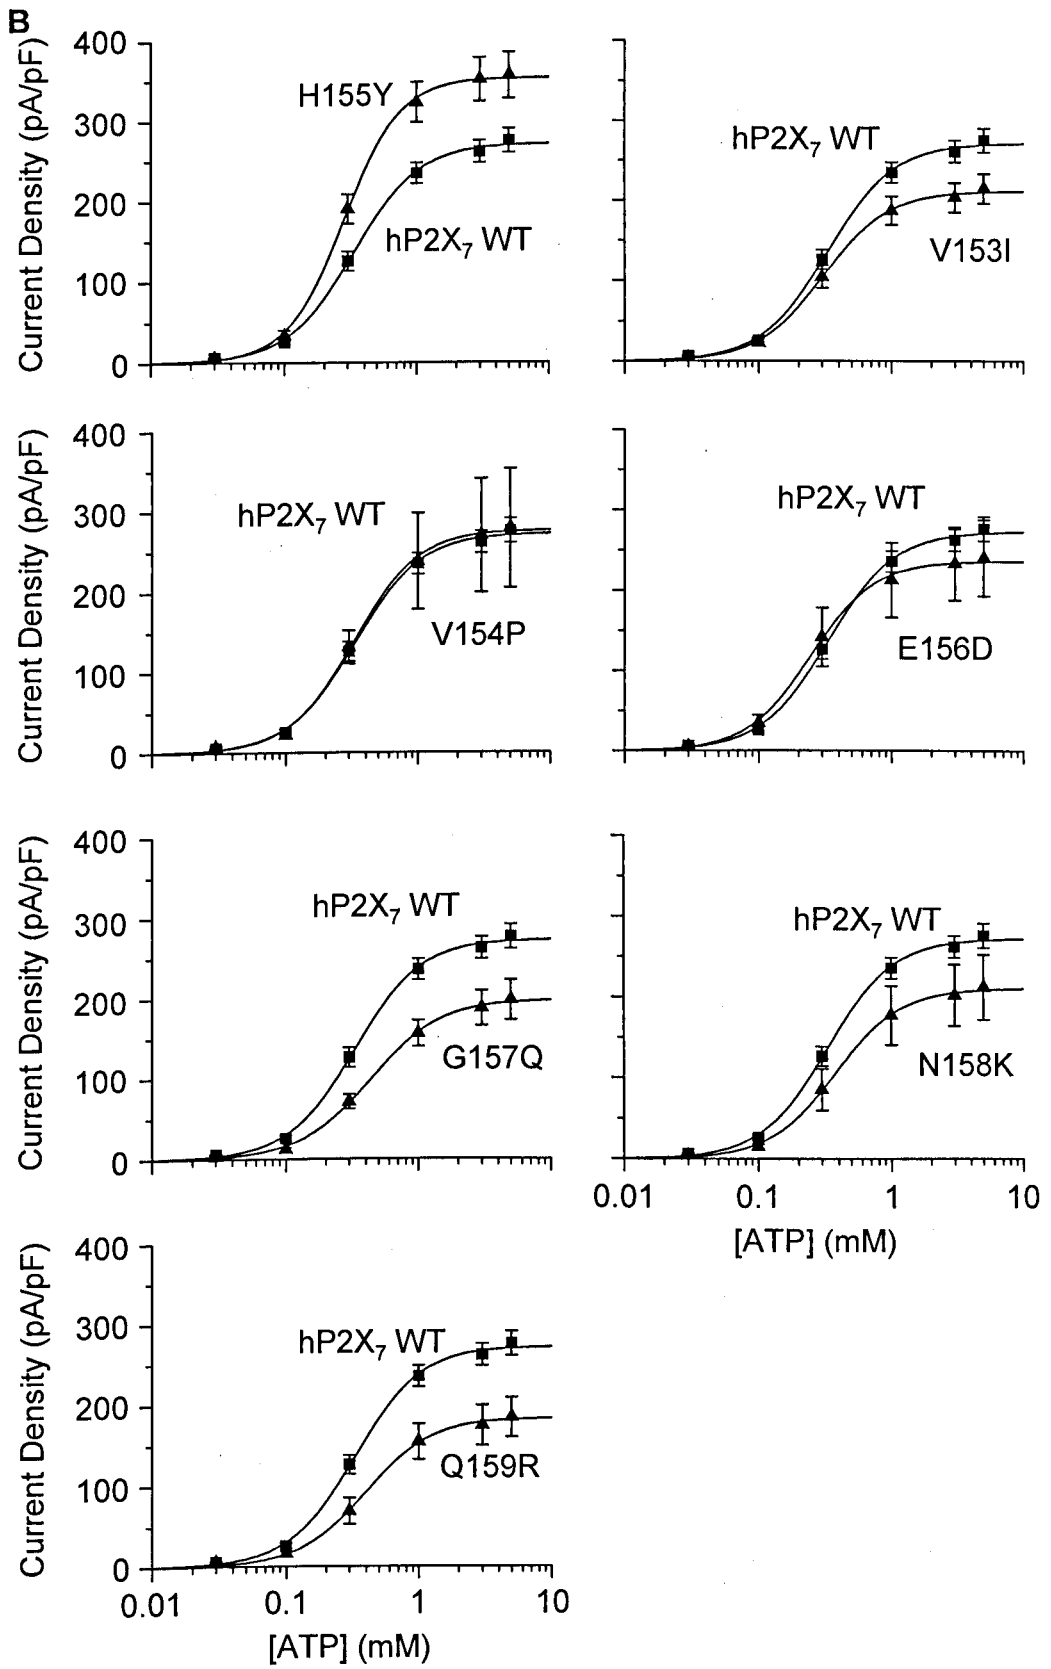 B
400
300
200
100
0
Current Density (pA/pF)
H155Y
hP2X7 WT
hP2X7 WT
V153I
400
300
200
100
0
Current Density (pA/pF)
hP2X7 WT
V154P
hP2X7 WT
E156D
400
300
200
100
0
Current Density (pA/pF)
hP2X7 WT
G157Q
hP2X7 WT
N158K
0.01 0.1 1 10
[ATP] (mM)
400
300
200
100
0
Current Density (pA/pF)
hP2X7 WT
Q159R
0.01 0.1 1 10
[ATP] (mM)